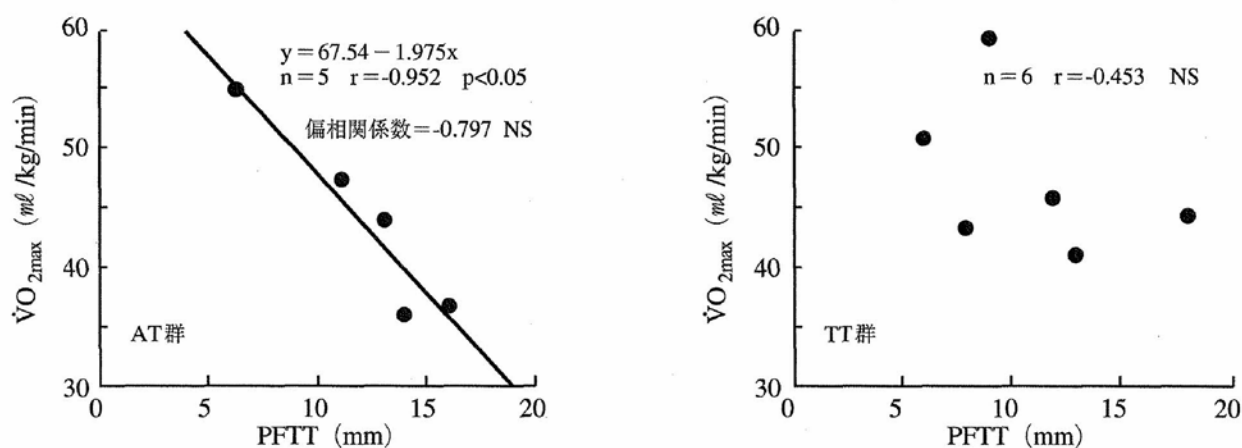 60
50
40
30
V̇O2max (mℓ/kg/min)
y=67.54-1.975x
n=5 r=-0.952 p<0.05
偏相関係数=-0.797 NS
AT群
0 5 10 15 20
PFTT (mm)
60
50
40
30
V̇O2max (mℓ/kg/min)
n=6 r=-0.453 NS
TT群
0 5 10 15 20
PFTT (mm)